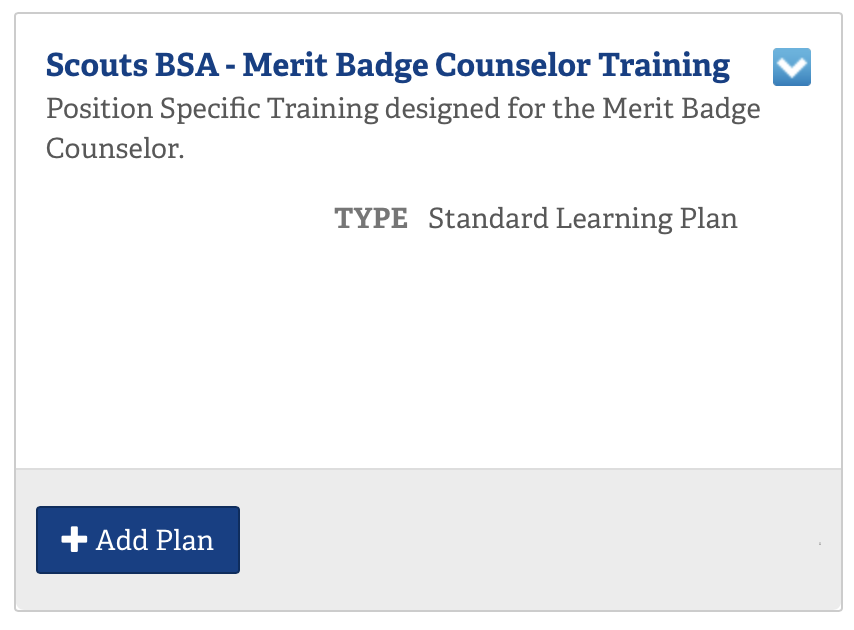 Scouts BSA - Merit Badge Counselor Training
Position Specific Training designed for the Merit Badge
Counselor.
TYPE Standard Learning Plan
Add Plan